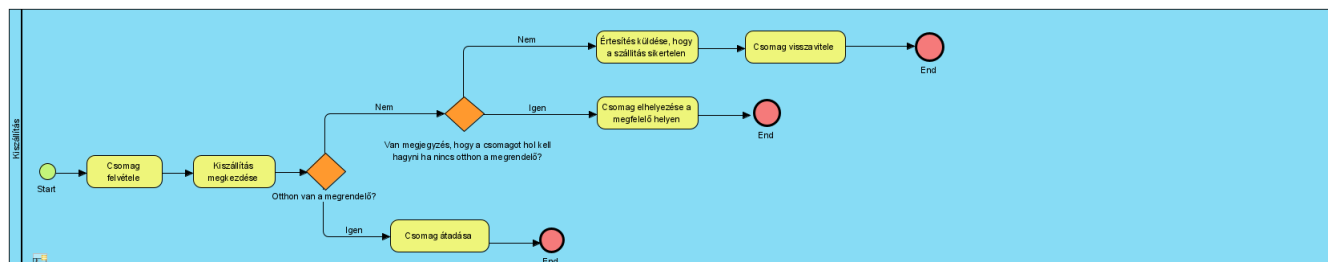 Kiszállítás
Start
Csomag
felvétele
Kiszállítás
megkezdése
Otthon van a megrendelő?
Nem
Van megjegyzés, hogy a csomagot hol kell
hagyni ha nincs otthon a megrendelő?
Nem
Értesítés küldése, hogy
a szállítás sikertelen
Csomag visszavitele
End
Igen
Csomag elhelyezése a
megfelelő helyen
End
Igen
Csomag átadása
End